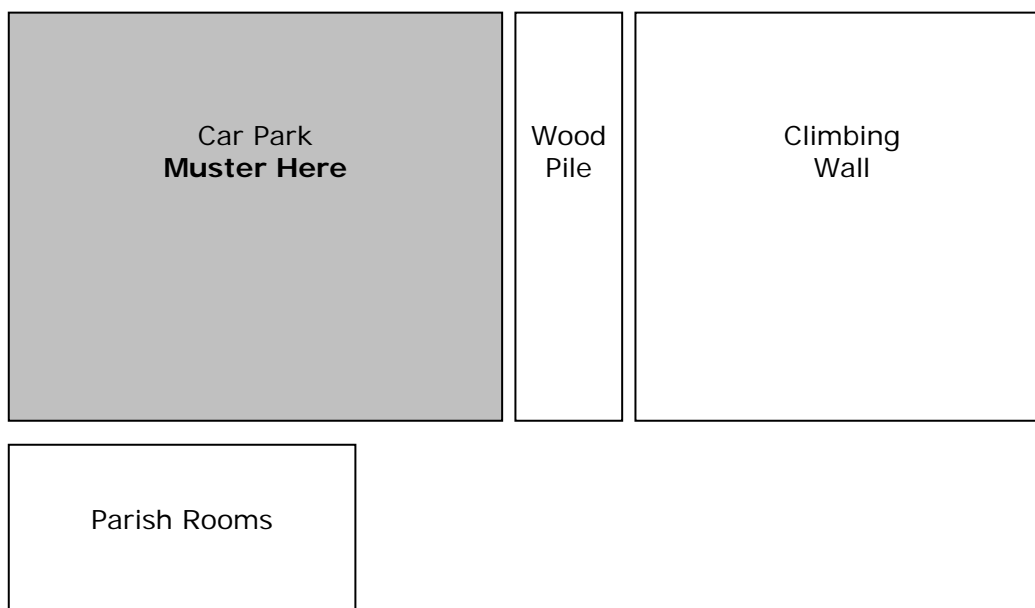 Car Park
Muster Here
Wood
Pile
Climbing
Wall
Parish Rooms